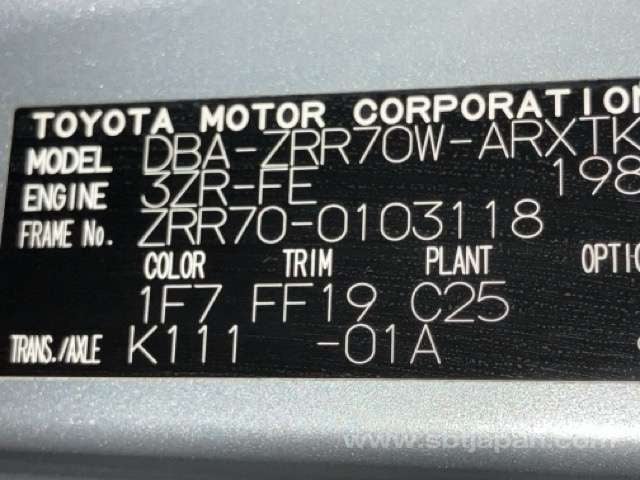 TOYOTA MOTOR CORPORATION
MODEL DBA-ZRR70W-ARXTK
ENGINE 3ZR-FE 198
FRAME No. ZRR70-0103118
COLOR TRIM PLANT OPTIO
1F7 FF19 C25
TRANS./AXLE K111 -01A
www.sbtjapan.com